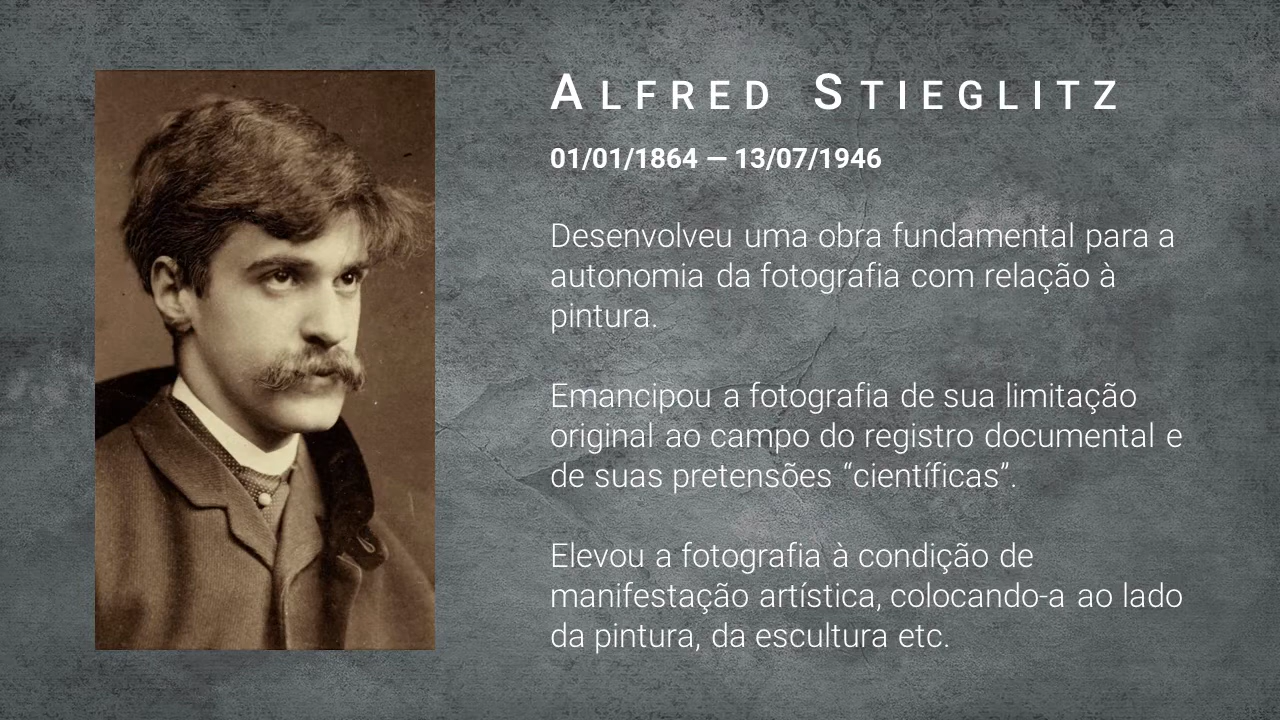 ALFRED STIEGLITZ
01/01/1864 — 13/07/1946
Desenvolveu uma obra fundamental para a
autonomia da fotografia com relação à
pintura.
Emancipou a fotografia de sua limitação
original ao campo do registro documental e
de suas pretensões “científicas”.
Elevou a fotografia à condição de
manifestação artística, colocando-a ao lado
da pintura, da escultura etc.